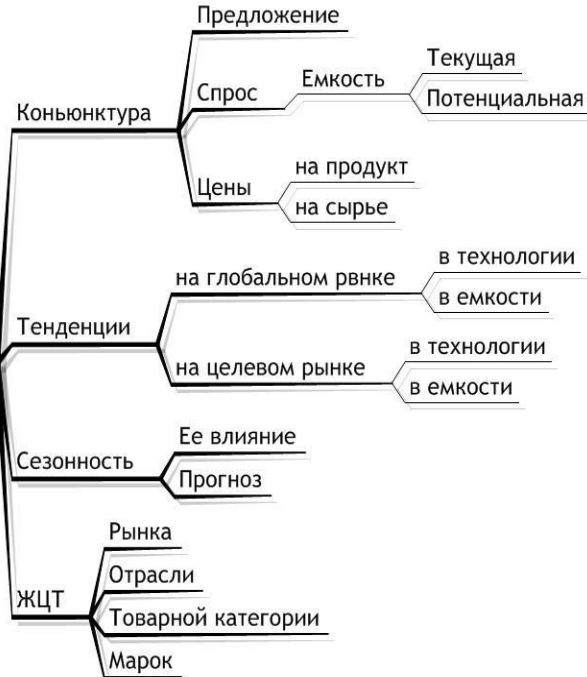 Коньюнктура
Предложение
Спрос
Емкость
Текущая
Потенциальная
Цены
на продукт
на сырье
Тенденции
на глобальном рвнке
в технологии
в емкости
на целевом рынке
в технологии
в емкости
Сезонность
Ее влияние
Прогноз
ЖЦТ
Рынка
Отрасли
Товарной категории
Марок